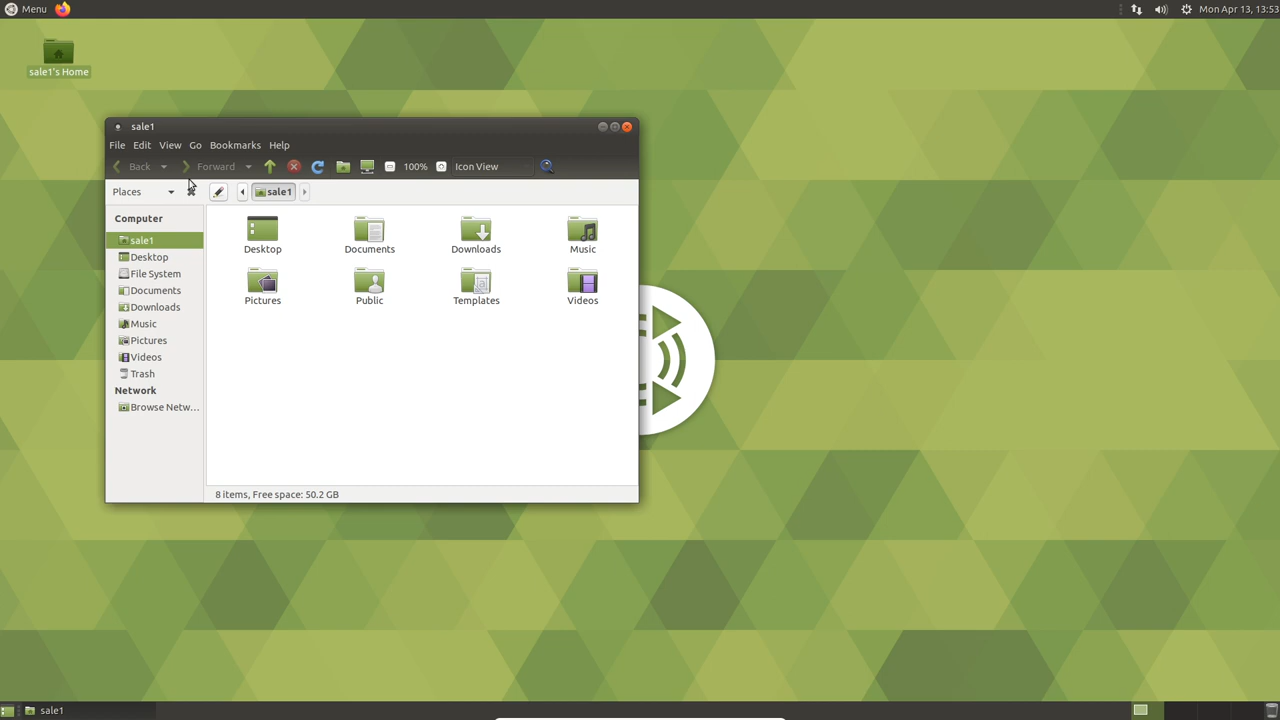 Menu
Mon Apr 13, 13:53
sale1's Home
sale1
File Edit View Go Bookmarks Help
Back Forward 100% Icon View
Places sale1
Computer
sale1
Desktop
File System
Documents
Downloads
Music
Pictures
Videos
Trash
Network
Browse Netw...
Desktop Documents Downloads Music
Pictures Public Templates Videos
8 items, Free space: 50.2 GB
sale1